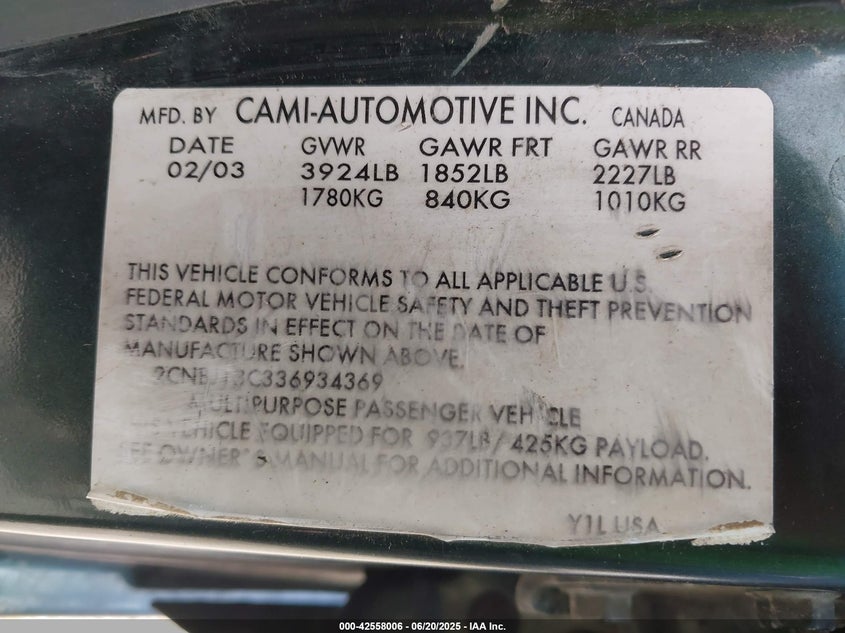 MFD. BY CAMI-AUTOMOTIVE INC. CANADA
DATE GVWR GAWR FRT GAWR RR
02/03 3924LB 1852LB 2227LB
1780KG 840KG 1010KG
THIS VEHICLE CONFORMS TO ALL APPLICABLE U.S.
FEDERAL MOTOR VEHICLE SAFETY AND THEFT PREVENTION
STANDARDS IN EFFECT ON THE DATE OF
MANUFACTURE SHOWN ABOVE.
MULTIPURPOSE PASSENGER VEHICLE
VEHICLE EQUIPPED FOR 937LB/425KG PAYLOAD.
SEE OWNER'S MANUAL FOR ADDITIONAL INFORMATION.
Y1L USA
000-42558006 - 06/20/2025 - IAA Inc.